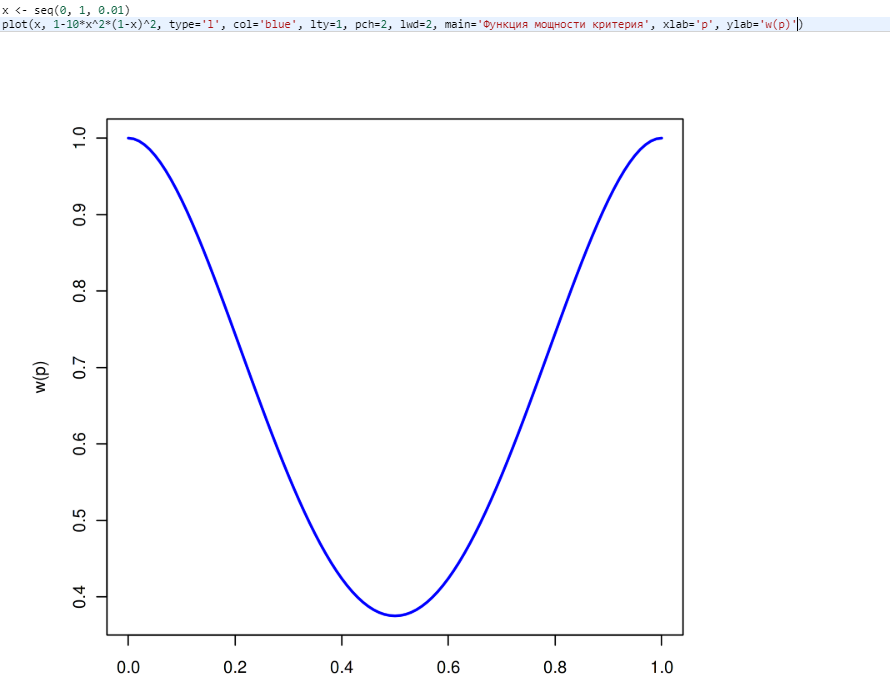 x <- seq(0, 1, 0.01)
plot(x, 1-10*x^2*(1-x)^2, type='l', col='blue', lty=1, pch=2, lwd=2, main='Функция мощности критерия', xlab='p', ylab='w(p)')
1.0
0.9
0.8
0.7
w(p)
0.6
0.5
0.4
0.0 0.2 0.4 0.6 0.8 1.0